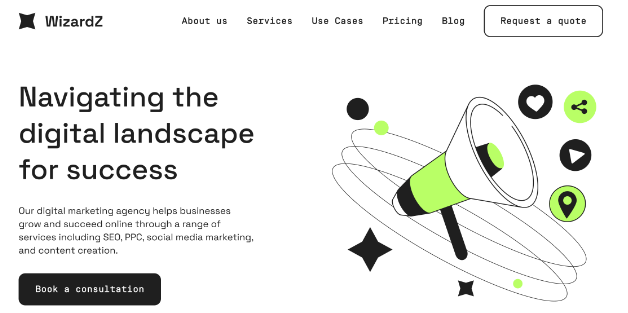 WizardZ
About us
Services
Use Cases
Pricing
Blog
Request a quote
Navigating the
digital landscape
for success
Our digital marketing agency helps businesses
grow and succeed online through a range of
services including SEO, PPC, social media marketing,
and content creation.
Book a consultation